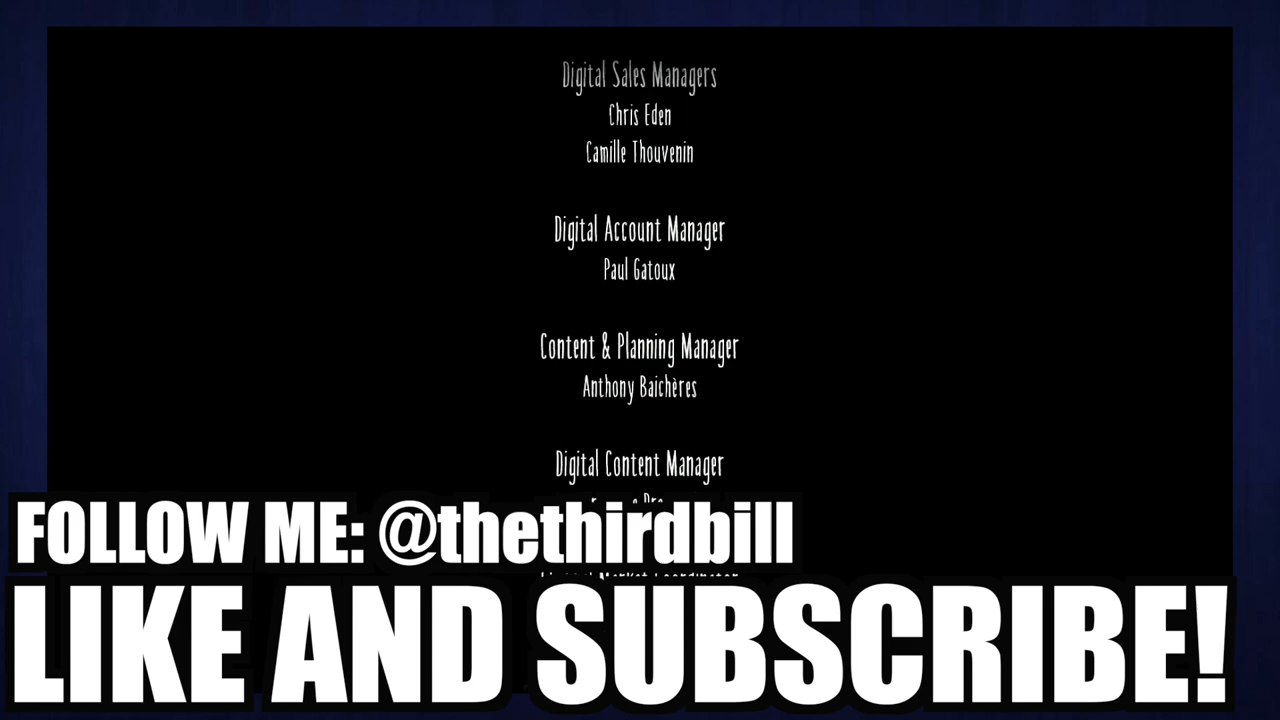 Digital Sales Managers
Chris Eden
Camille Thouvenin
Digital Account Manager
Paul Gatoux
Content & Planning Manager
Anthony Baichères
Digital Content Manager
FOLLOW ME: @thethirdbill
LIKE AND SUBSCRIBE!